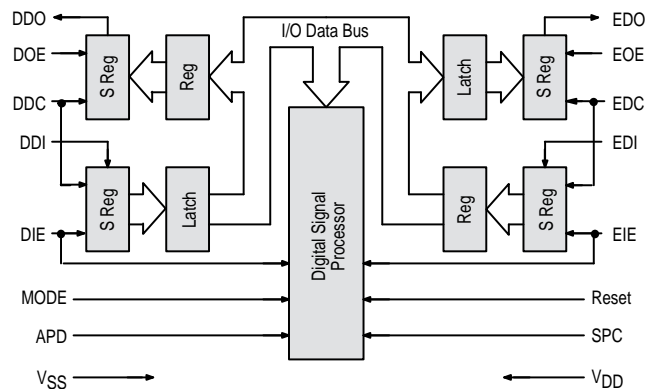 DDO
EDO
I/O Data Bus
DOE
EOE
S Reg
Reg
Latch
S Reg
DDC
EDC
DDI
EDI
S Reg
Latch
Digital Signal
Processor
Reg
S Reg
DIE
EIE
MODE
Reset
APD
SPC
VSS
VDD